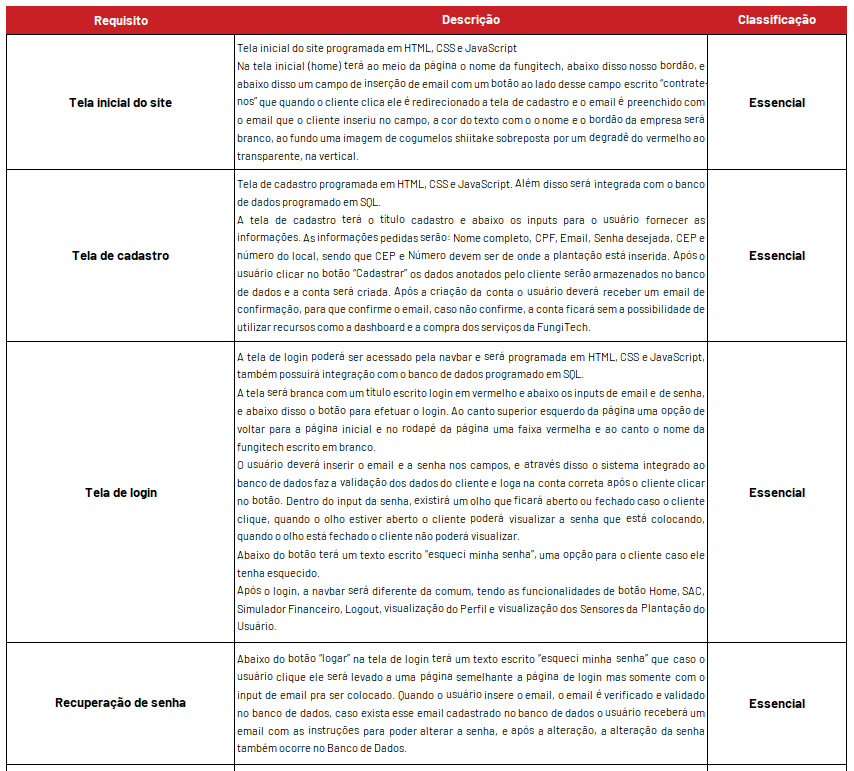 Requisito Descrição Classificação
Tela inicial do site programada em HTML, CSS e JavaScript
Na tela inicial (home) terá ao meio da página o nome da fungitech, abaixo disso nosso bordão, e
abaixo disso um campo de inserção de email com um botão ao lado desse campo escrito "contrate-
nos" que quando o cliente clica ele é redirecionado a tela de cadastro e o email é preenchido com
Tela inicial do site
Essencial
o email que o cliente inseriu no campo, a cor do texto com o o nome e o bordão da empresa será
branco, ao fundo uma imagem de cogumelos shiitake sobreposta por um degradê do vermelho ao
transparente, na vertical.
Tela de cadastro programada em HTML, CSS e JavaScript. Além disso será integrada com o banco
de dados programado em SQL.
A tela de cadastro terá o título cadastro e abaixo os inputs para o usuário fornecer as
informações. As informações pedidas serão: Nome completo, CPF, Email, Senha desejada, CEP e
Tela de cadastro
número do local, sendo que CEP e Número devem ser de onde a plantação está inserida. Após o
Essencial
usuário clicar no botão "Cadastrar" os dados anotados pelo cliente serão armazenados no banco
de dados e a conta será criada. Após a criação da conta o usuário deverá receber um email de
confirmação, para que confirme o email, caso não confirme, a conta ficará sem a possibilidade de
utilizar recursos como a dashboard e a compra dos serviços da FungiTech.
A tela de login poderá ser acessado pela navbar e será programada em HTML, CSS e JavaScript,
também possuirá integração com o banco de dados programado em SQL.
A tela será branca com um título escrito login em vermelho e abaixo os inputs de email e de senha,
e abaixo disso o botão para efetuar o login. Ao canto superior esquerdo da página uma opção de
voltar para a página inicial e no rodapé da página uma faixa vermelha e ao canto o nome da
fungitech escrito em branco.
O usuário deverá inserir o email e a senha nos campos, e através disso o sistema integrado ao
banco de dados faz a validação dos dados do cliente e loga na conta correta após o cliente clicar
Tela de login
Essencial
no botão. Dentro do input da senha, existirá um olho que ficará aberto ou fechado caso o cliente
clique, quando o olho estiver aberto o cliente poderá visualizar a senha que está colocando,
quando o olho está fechado o cliente não poderá visualizar.
Abaixo do botão terá um texto escrito "esqueci minha senha", uma opção para o cliente caso ele
tenha esquecido.
Após o login, a navbar será diferente da comum, tendo as funcionalidades de botão Home, SAC,
Simulador Financeiro, Logout, visualização do Perfil e visualização dos Sensores da Plantação do
Usuário.
Abaixo do botão "logar" na tela de login terá um texto escrito "esqueci minha senha" que caso o
usuário clique ele será levado a uma página semelhante a página de login mas somente com o
input de email pra ser colocado. Quando o usuário insere o email, o email é verificado e validado
Recuperação de senha
Essencial
no banco de dados, caso exista esse email cadastrado no banco de dados o usuário receberá um
email com as instruções para poder alterar a senha, e após a alteração, a alteração da senha
também ocorre no Banco de Dados.